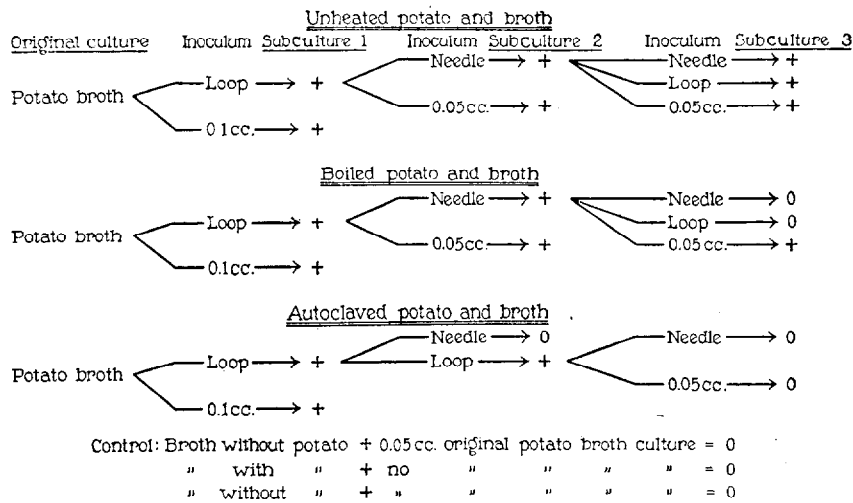 Unheated potato and broth
Original culture Inoculum Subculture 1 Inoculum Subculture 2 Inoculum Subculture 3
Needle → + Needle → +
Loop → + Loop → +
Potato broth 0.05cc. → + 0.05cc. → +
0.1cc. → +
Boiled potato and broth
Needle → + Needle → 0
Loop → + Loop → 0
Potato broth 0.05cc. → + 0.05cc. → +
0.1cc. → +
Autoclaved potato and broth
Needle → 0 Needle → 0
Loop → + Loop → +
Potato broth 0.05cc. → 0
0.1cc. → +
Control: Broth without potato + 0.05cc. original potato broth culture = 0
" with " + no " " " " = 0
" without " + " " " " " = 0